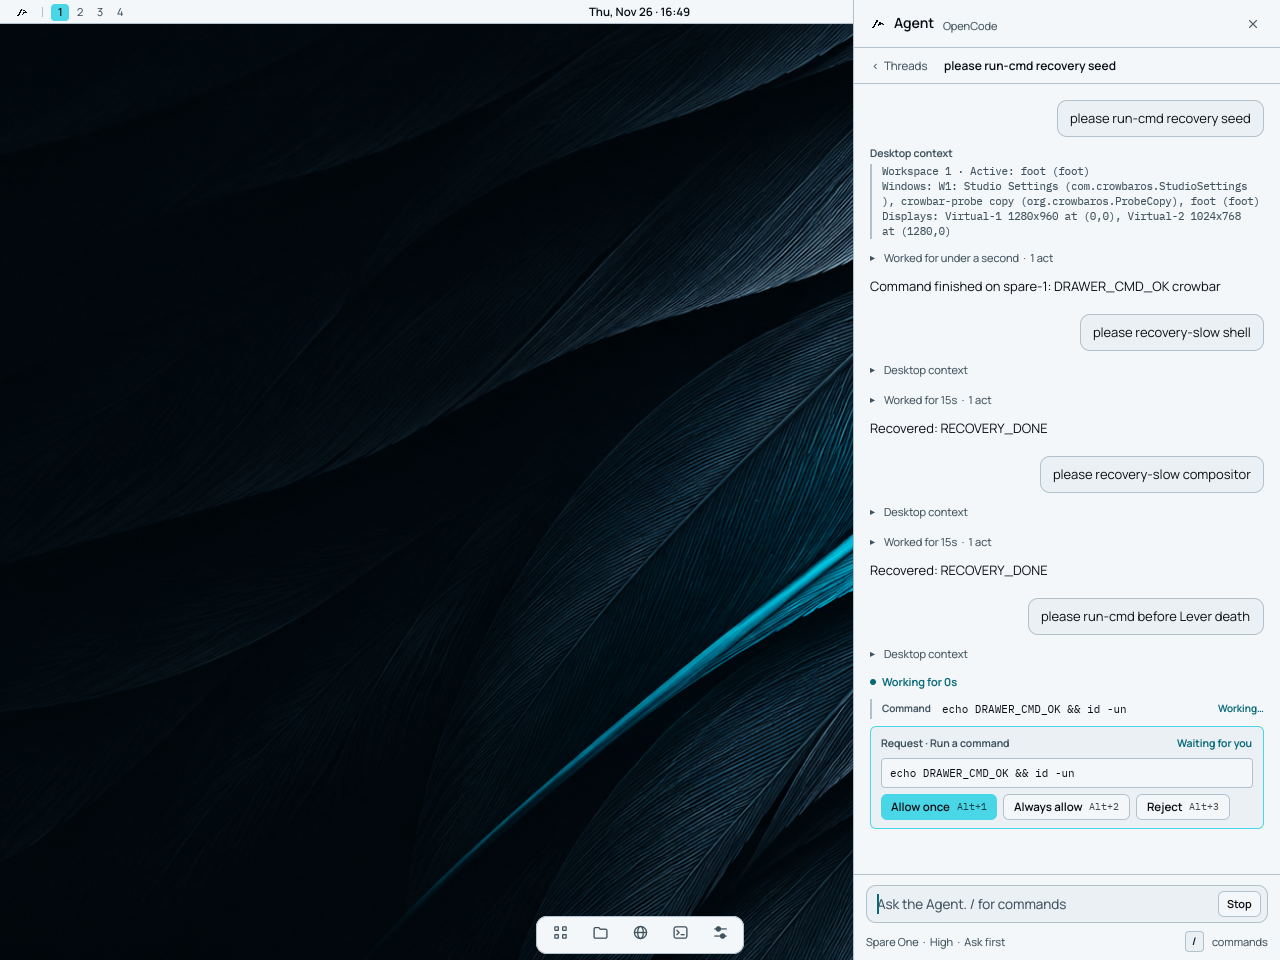 1 2 3 4
Thu, Nov 26 · 16:49
Agent OpenCode
‹ Threads please run-cmd recovery seed
please run-cmd recovery seed
Desktop context
Workspace 1 · Active: foot (foot)
Windows: W1: Studio Settings (com.crowbaros.StudioSettings
), crowbar-probe copy (org.crowbaros.ProbeCopy), foot (foot)
Displays: Virtual-1 1280x960 at (0,0), Virtual-2 1024x768
at (1280,0)
Worked for under a second · 1 act
Command finished on spare-1: DRAWER_CMD_OK crowbar
please recovery-slow shell
Desktop context
Worked for 15s · 1 act
Recovered: RECOVERY_DONE
please recovery-slow compositor
Desktop context
Worked for 15s · 1 act
Recovered: RECOVERY_DONE
please run-cmd before Lever death
Desktop context
Working for 0s
Command echo DRAWER_CMD_OK && id -un Working…
Request · Run a command Waiting for you
echo DRAWER_CMD_OK && id -un
Allow once Alt+1 Always allow Alt+2 Reject Alt+3
Ask the Agent. / for commands Stop
Spare One · High · Ask first / commands